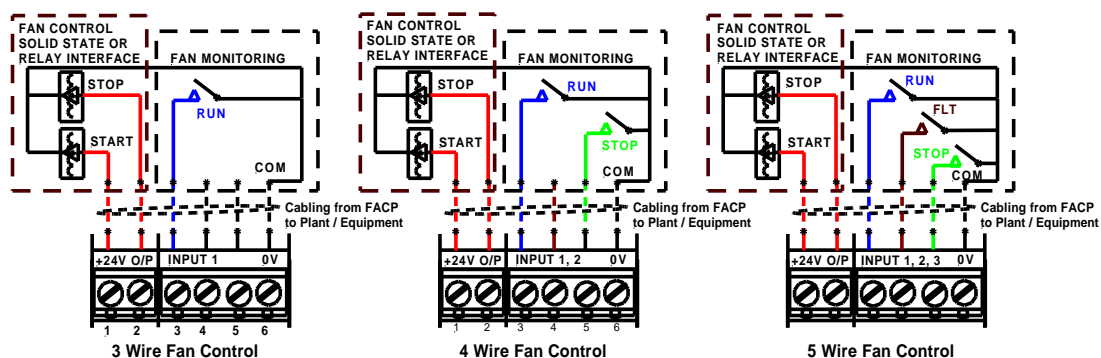 FAN CONTROL
SOLID STATE OR
RELAY INTERFACE
FAN MONITORING
STOP
RUN
START
COM
Cabling from FACP
to Plant / Equipment
+24V O/P INPUT 1 0V
1 2 3 4 5 6
3 Wire Fan Control
FAN CONTROL
SOLID STATE OR
RELAY INTERFACE
FAN MONITORING
STOP
RUN
START
STOP
COM
Cabling from FACP
to Plant / Equipment
+24V O/P INPUT 1, 2 0V
1 2 3 4 5 6
4 Wire Fan Control
FAN CONTROL
SOLID STATE OR
RELAY INTERFACE
FAN MONITORING
STOP
RUN
FLT
START
STOP
COM
Cabling from FACP
to Plant / Equipment
+24V O/P INPUT 1, 2, 3 0V
5 Wire Fan Control